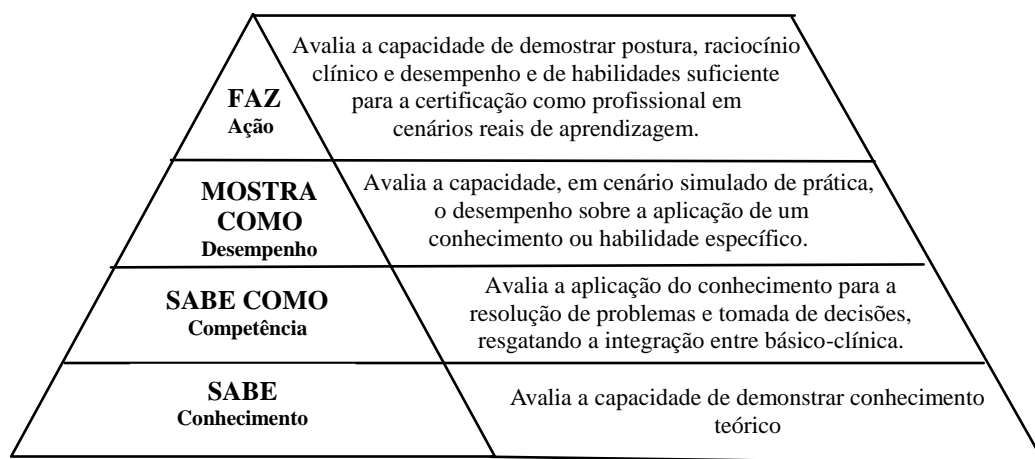 FAZ
Ação
Avalia a capacidade de demostrar postura, raciocínio
clínico e desempenho e de habilidades suficiente
para a certificação como profissional em
cenários reais de aprendizagem.
MOSTRA
COMO
Desempenho
Avalia a capacidade, em cenário simulado de prática,
o desempenho sobre a aplicação de um
conhecimento ou habilidade específico.
SABE COMO
Competência
Avalia a aplicação do conhecimento para a
resolução de problemas e tomada de decisões,
resgatando a integração entre básico-clínica.
SABE
Conhecimento
Avalia a capacidade de demonstrar conhecimento
teórico